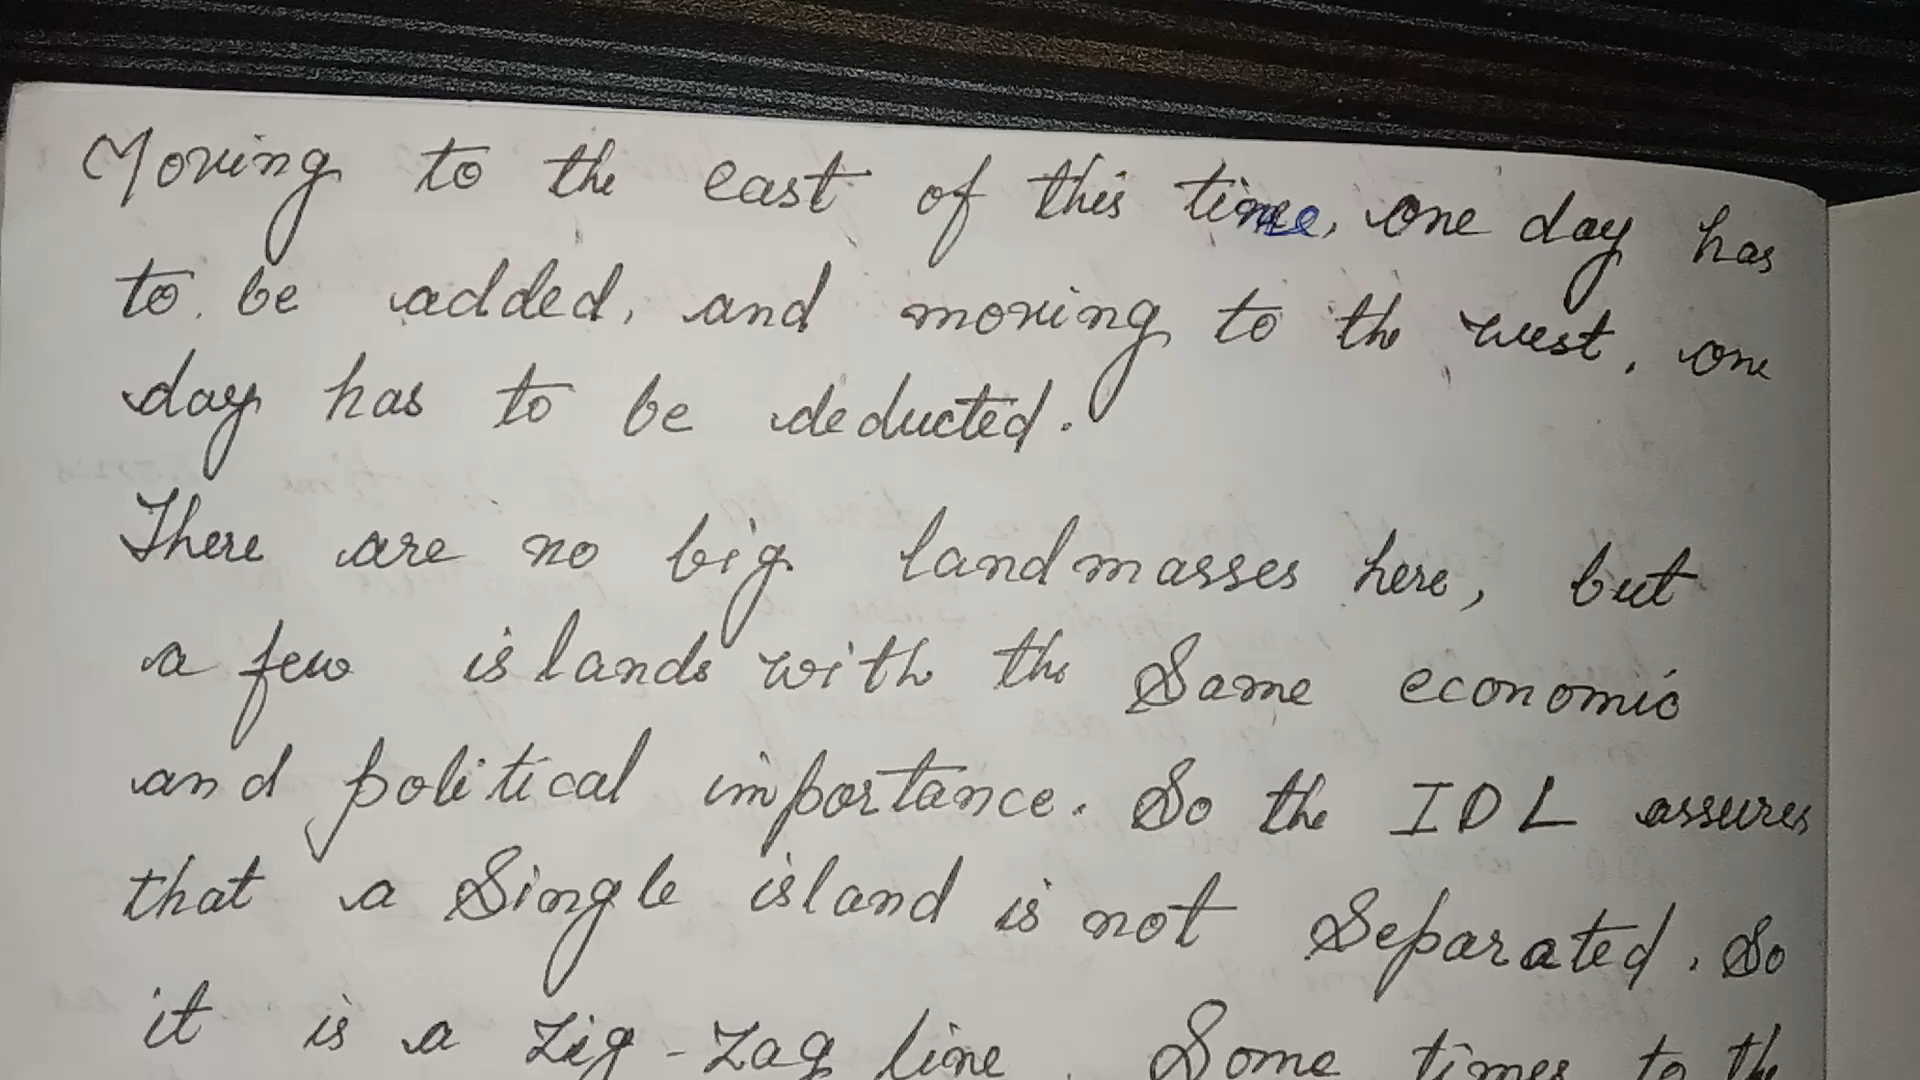 Moving to the east of this time, one day has
to be added, and moving to the west, one
day has to be deducted.
There are no big landmasses here, but
a few islands with the Same economic
and political importance. So the IDL assures
that a Single island is not Separated. So
it is a Zig-Zag line. Some times to the